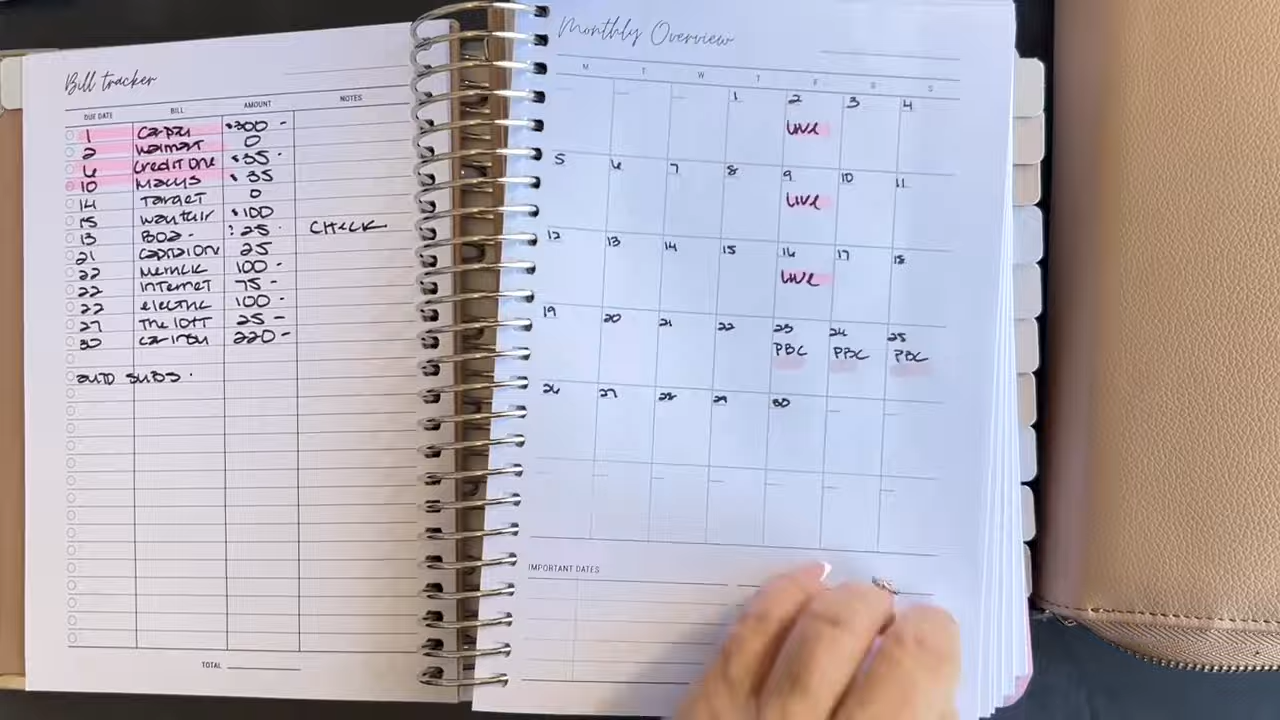 Bill tracker
DUE DATE BILL AMOUNT NOTES
1 carpay $300 -
2 walmart 0
6 credit one $35 -
10 Macys $35
14 Target 0
15 wayfair $100
13 BOA - $25 - CHECK
21 capital one 25
22 100 -
22 internet 75 -
22 electric 100 -
27 The loft 25 -
30 car insu 220 -
auto subs.
TOTAL
Monthly Overview
M T W T F S S
1 2 3 4
LIVE
5 6 7 8 9 10 11
LIVE
12 13 14 15 16 17 18
LIVE
19 20 21 22 23 24 25
PBC PBC PBC
26 27 28 29 30
IMPORTANT DATES